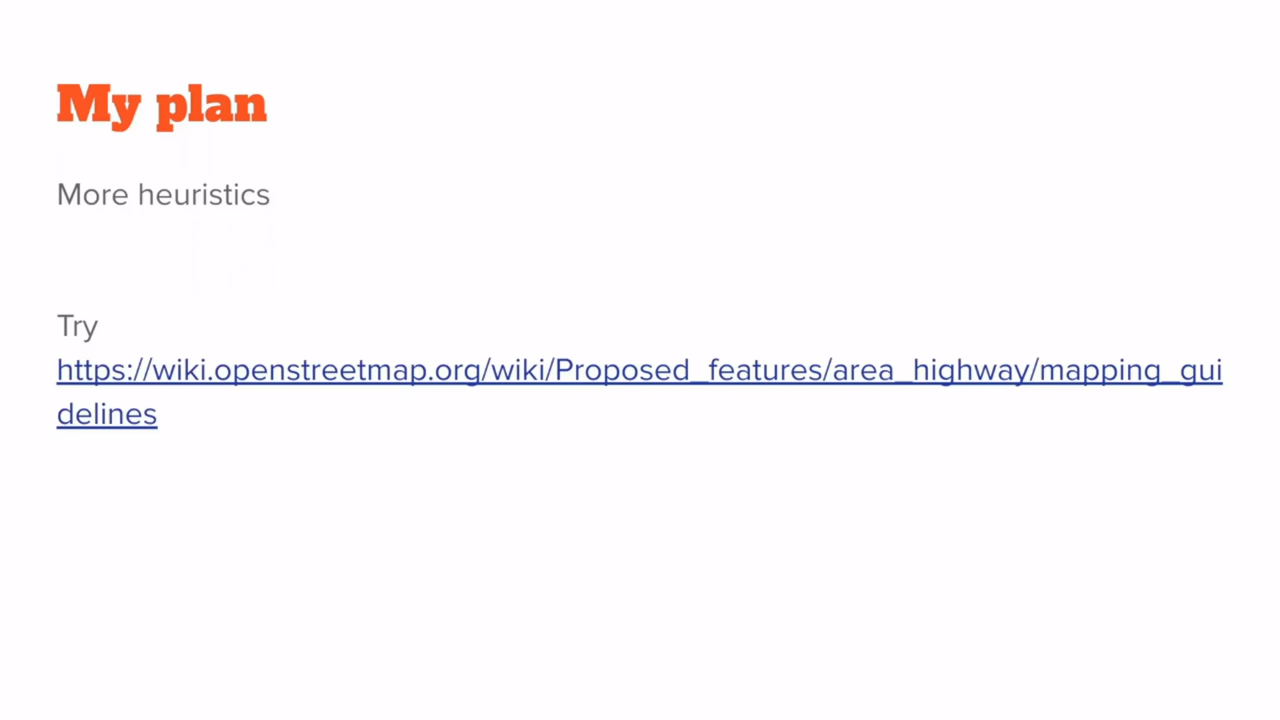 My plan
More heuristics
Try
https://wiki.openstreetmap.org/wiki/Proposed_features/area_highway/mapping_gui
delines